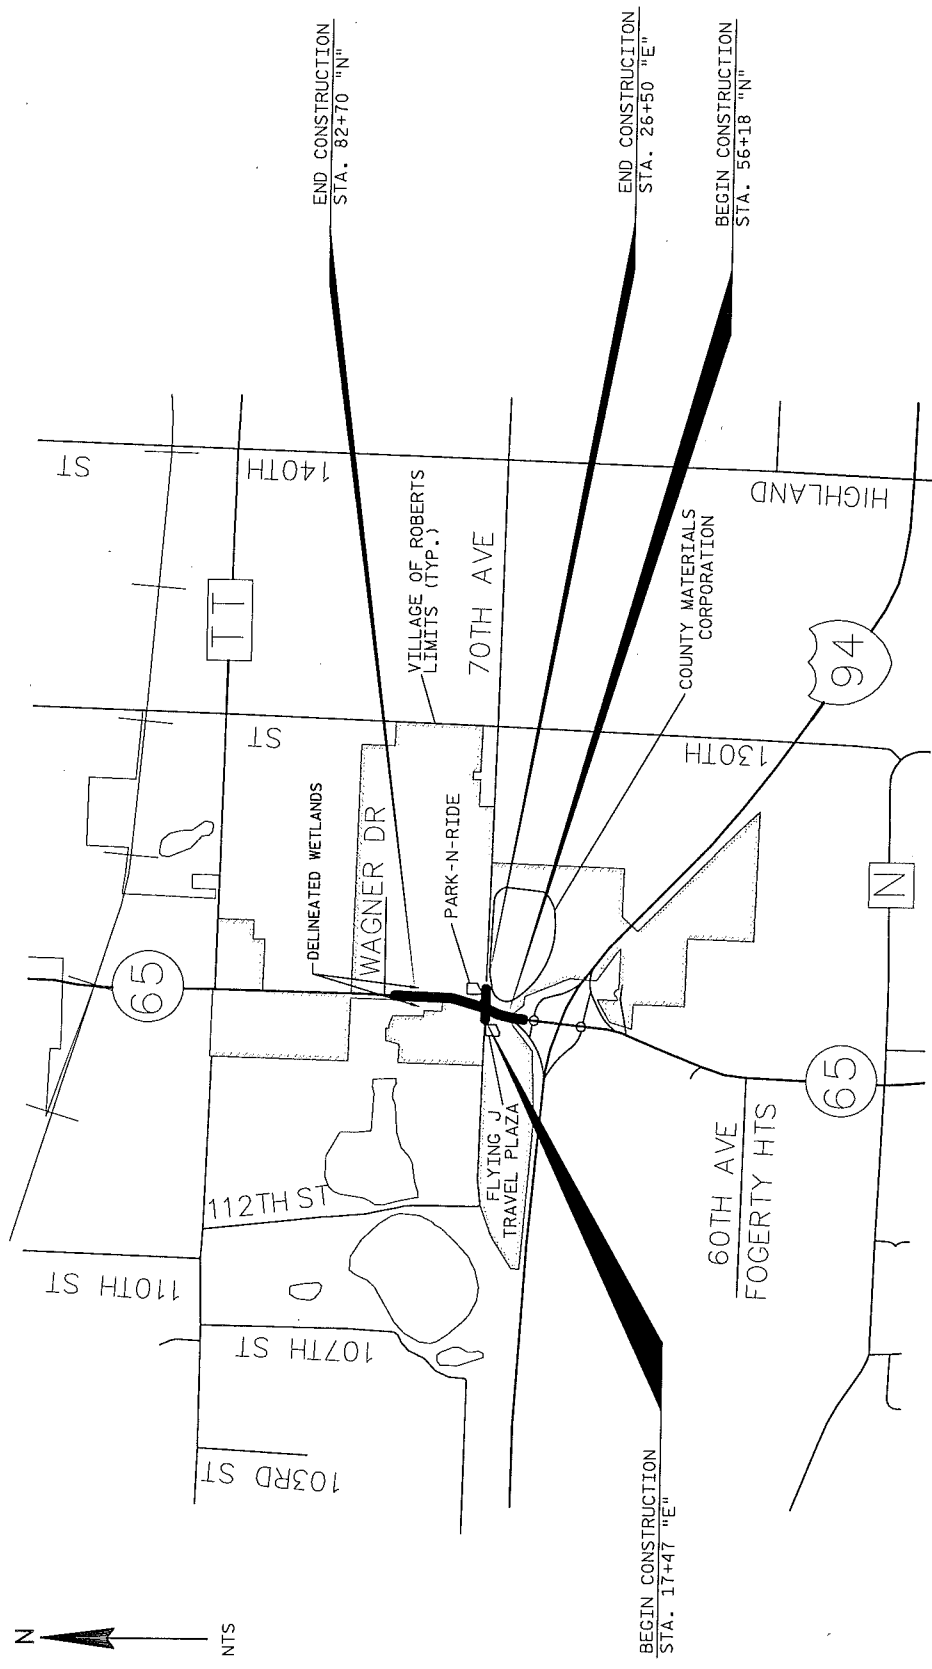 N
NTS
END CONSTRUCTION
STA. 82+70 "N"
END CONSTRUCITON
STA. 26+50 "E"
BEGIN CONSTRUCTION
STA. 56+18 "N"
BEGIN CONSTRUCTION
STA. 17+47 "E"
103RD ST
107TH ST
110TH ST
112TH ST
65
TT
ST
130TH
ST
140TH
HIGHLAND
DELINEATED WETLANDS
WAGNER DR
VILLAGE OF ROBERTS
LIMITS (TYP.)
PARK-N-RIDE
70TH AVE
FLYING J
TRAVEL PLAZA
COUNTY MATERIALS
CORPORATION
94
60TH AVE
FOGERTY HTS
65
N